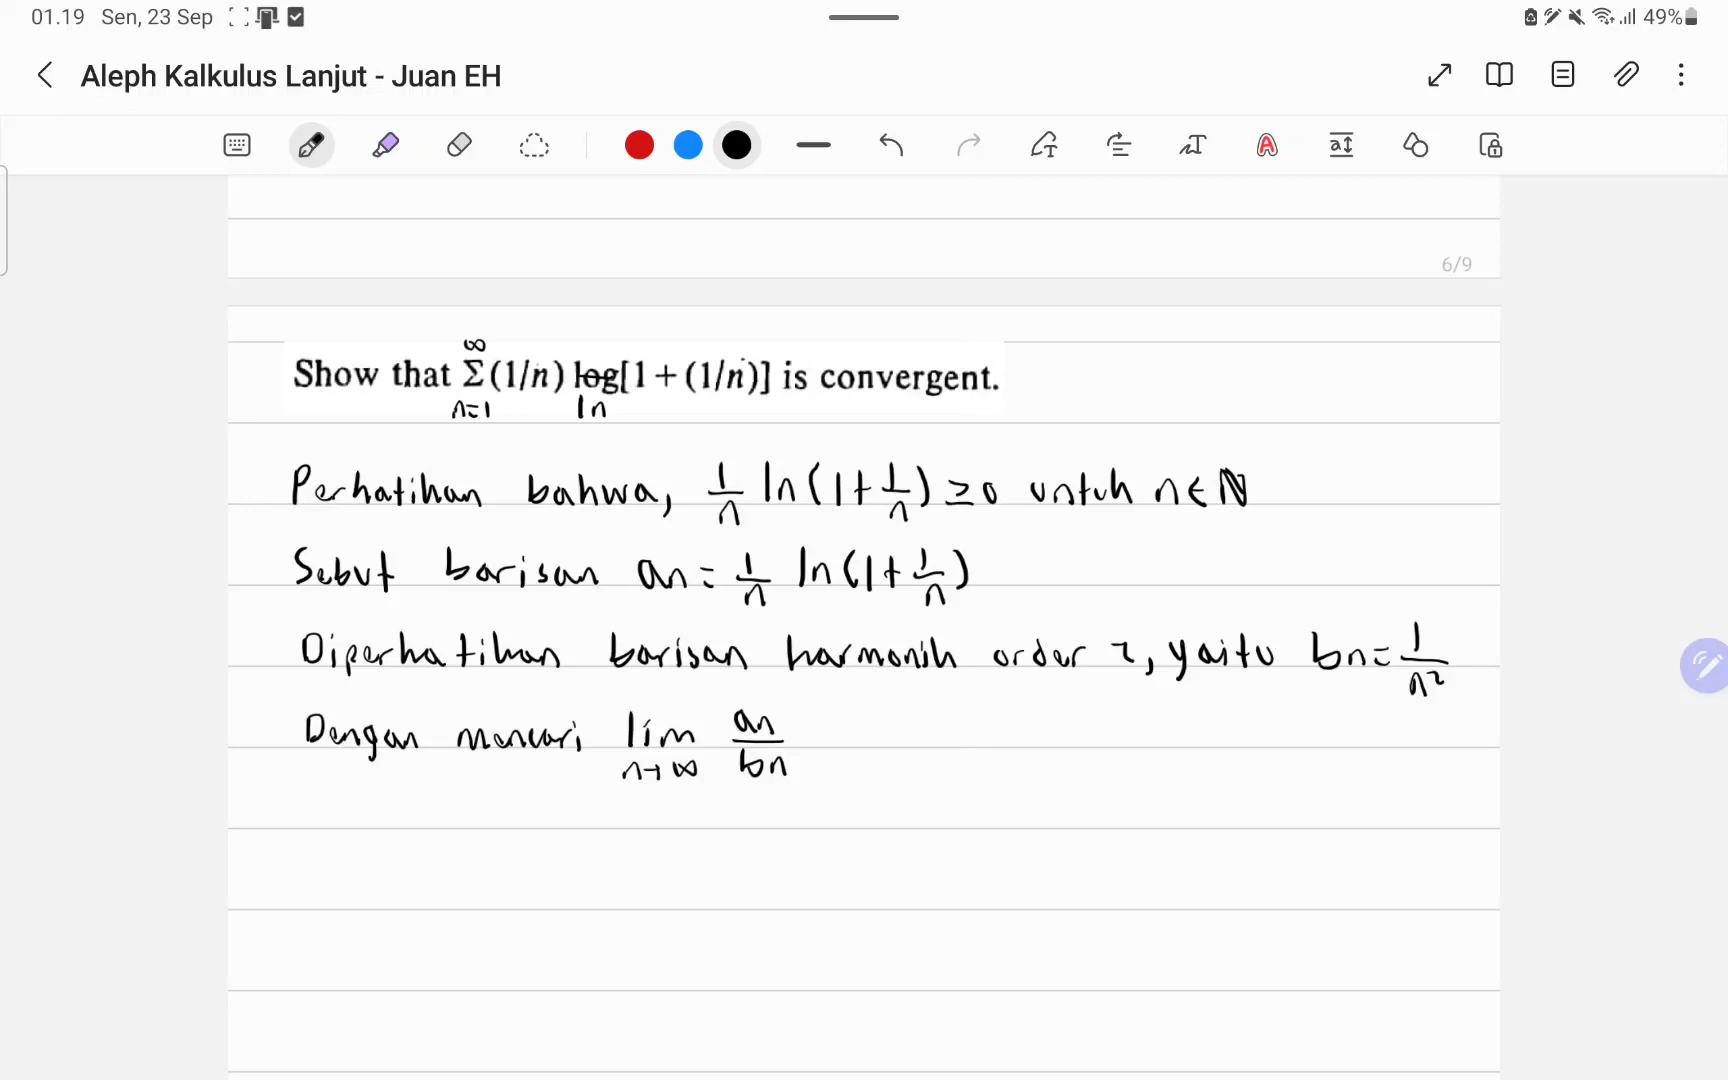 01.19 Sen, 23 Sep 49%
Aleph Kalkulus Lanjut - Juan EH
6/9
∞
Show that Σ(1/n) log[1+(1/n)] is convergent.
n=1 ln
Perhatikan bahwa, 1/n ln(1+1/n) ≥0 untuk n∈ℕ
Sebut barisan an= 1/n ln(1+1/n)
Diperhatikan barisan harmonik order 2, yaitu bn=1/n²
Dengan mencari lim n→∞ an/bn